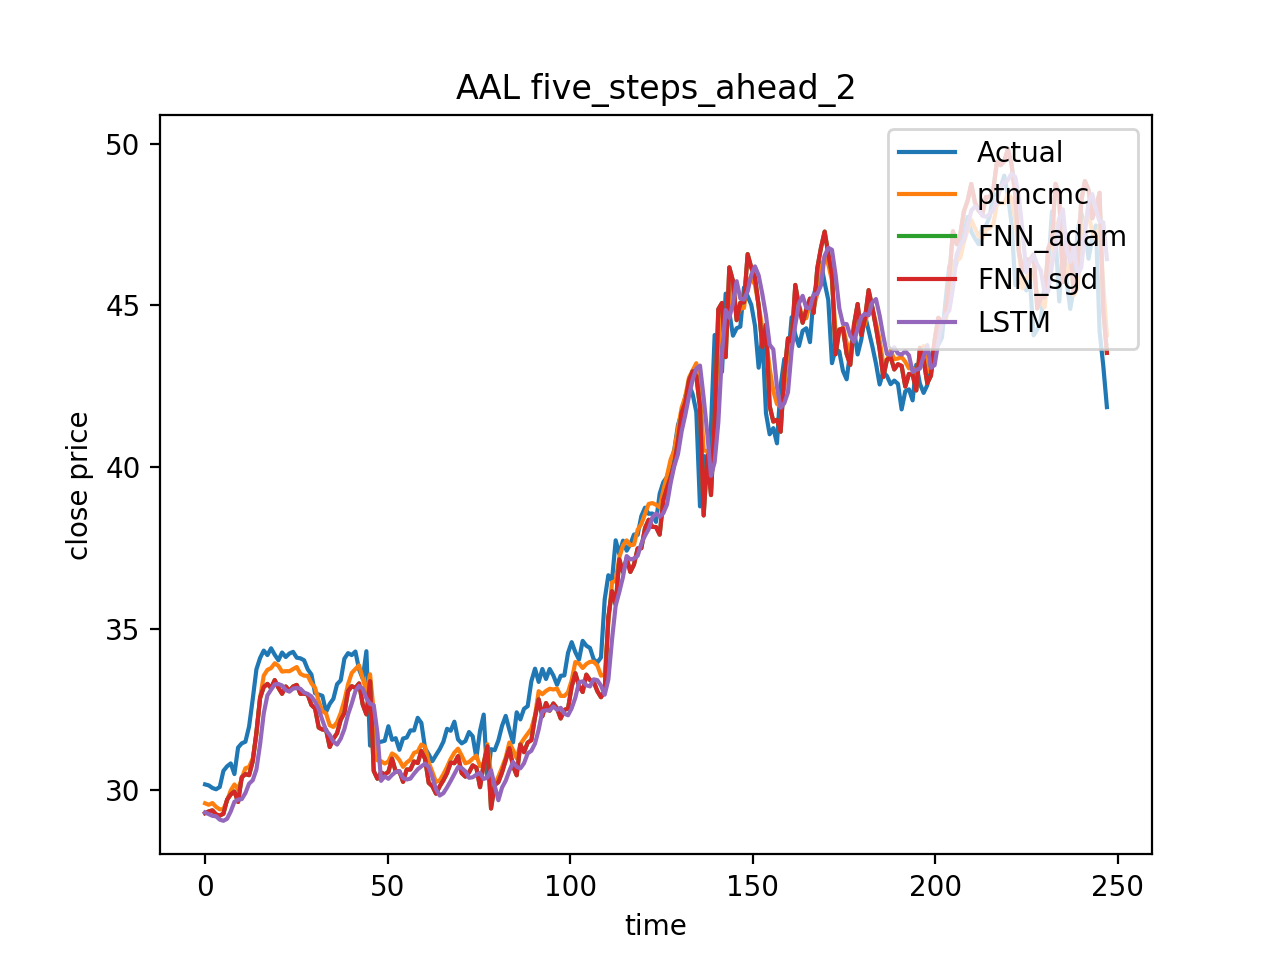 AAL five_steps_ahead_2
50
45
40
35
30
close price
Actual
ptmcmc
FNN_adam
FNN_sgd
LSTM
0 50 100 150 200 250
time